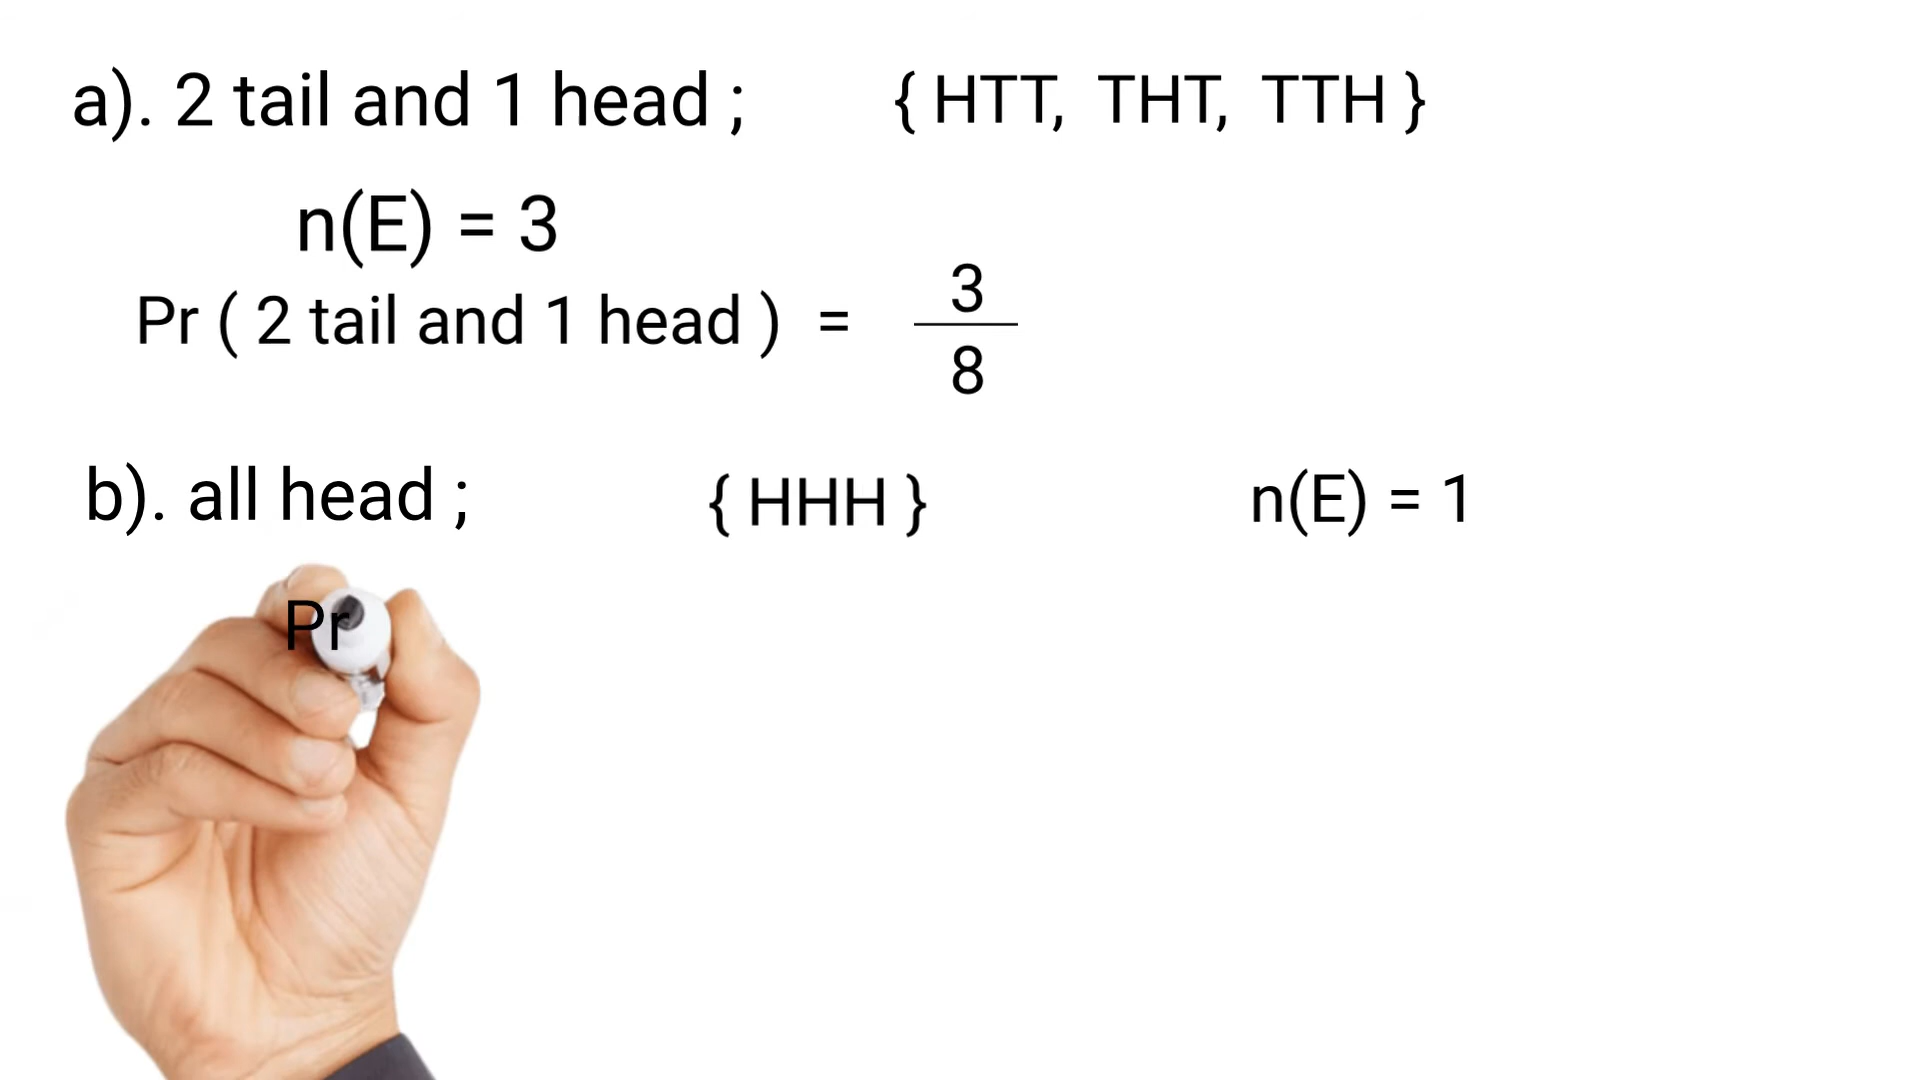 a). 2 tail and 1 head ; { HTT, THT, TTH }
n(E) = 3
Pr ( 2 tail and 1 head ) = 3/8
b). all head ; { HHH } n(E) = 1
Pr